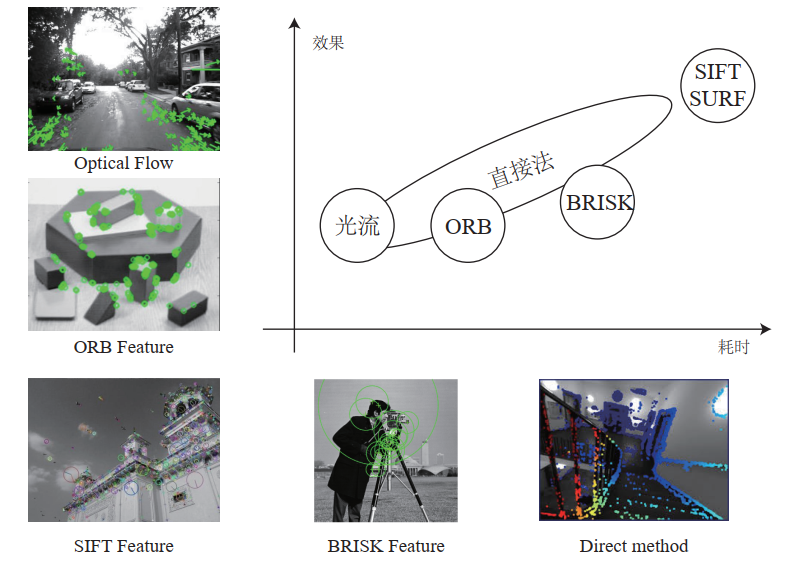 效果
SIFT
SURF
直接法
光流
ORB
BRISK
耗时
Optical Flow
ORB Feature
SIFT Feature
BRISK Feature
Direct method